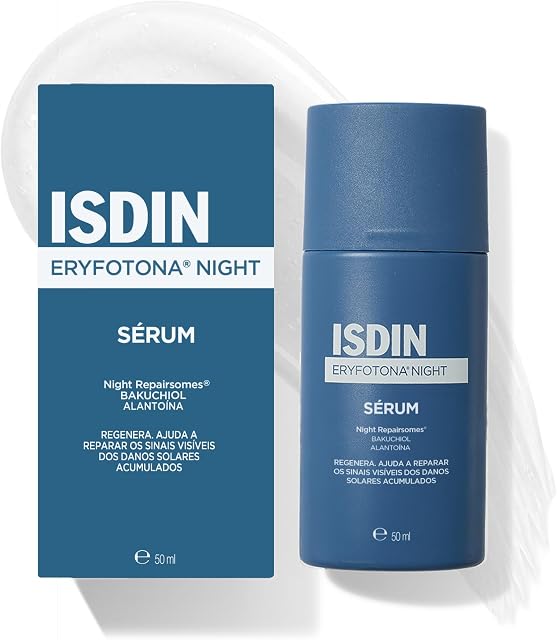 ISDIN
ERYFOTONA® NIGHT
SÉRUM
Night Repairsomes®
BAKUCHIOL
ALANTOÍNA
REGENERA. AJUDA A
REPARAR OS SINAIS VISÍVEIS
DOS DANOS SOLARES
ACUMULADOS
℮ 50 ml
ISDIN
ERYFOTONA® NIGHT
SÉRUM
Night Repairsomes®
BAKUCHIOL
ALANTOÍNA
REGENERA. AJUDA A REPARAR
OS SINAIS VISÍVEIS DOS DANOS
SOLARES ACUMULADOS
℮ 50 ml